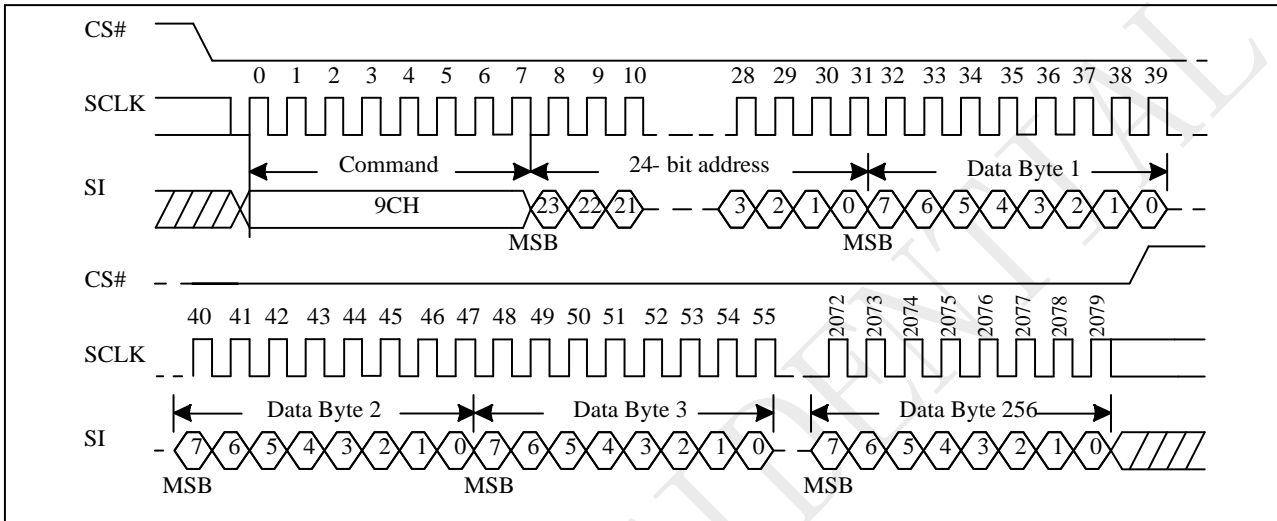 CS#
0 1 2 3 4 5 6 7 8 9 10 28 29 30 31 32 33 34 35 36 37 38 39
SCLK
Command 24- bit address Data Byte 1
SI
9CH 23 22 21 3 2 1 0 7 6 5 4 3 2 1 0
MSB MSB
CS#
40 41 42 43 44 45 46 47 48 49 50 51 52 53 54 55 2072 2073 2074 2075 2076 2077 2078 2079
SCLK
Data Byte 2 Data Byte 3 Data Byte 256
SI
7 6 5 4 3 2 1 0 7 6 5 4 3 2 1 0 7 6 5 4 3 2 1 0
MSB MSB MSB